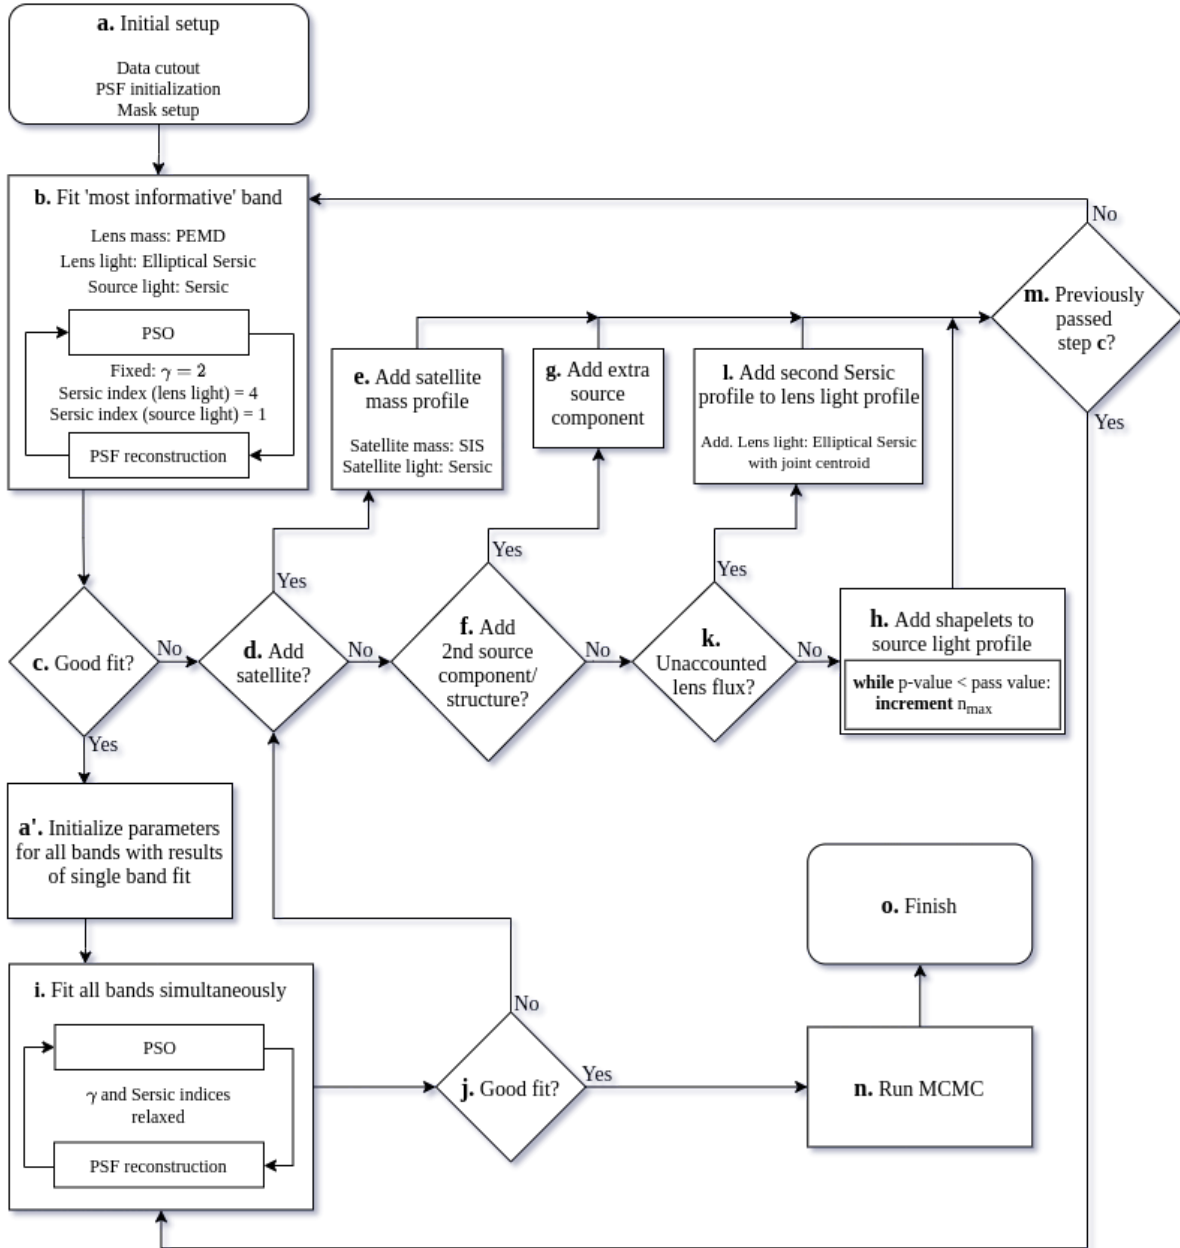 a. Initial setup
Data cutout
PSF initialization
Mask setup
b. Fit 'most informative' band
Lens mass: PEMD
Lens light: Elliptical Sersic
Source light: Sersic
PSO
Fixed: γ = 2
Sersic index (lens light) = 4
Sersic index (source light) = 1
PSF reconstruction
No
m. Previously
passed
step c?
Yes
e. Add satellite
mass profile
Satellite mass: SIS
Satellite light: Sersic
g. Add extra
source
component
l. Add second Sersic
profile to lens light profile
Add. Lens light: Elliptical Sersic
with joint centroid
c. Good fit?
No
Yes
d. Add
satellite?
Yes
No
f. Add
2nd source
component/
structure?
Yes
No
k.
Unaccounted
lens flux?
Yes
No
h. Add shapelets to
source light profile
while p-value < pass value:
increment nmax
a'. Initialize parameters
for all bands with results
of single band fit
i. Fit all bands simultaneously
PSO
γ and Sersic indices
relaxed
PSF reconstruction
No
j. Good fit?
Yes
n. Run MCMC
o. Finish